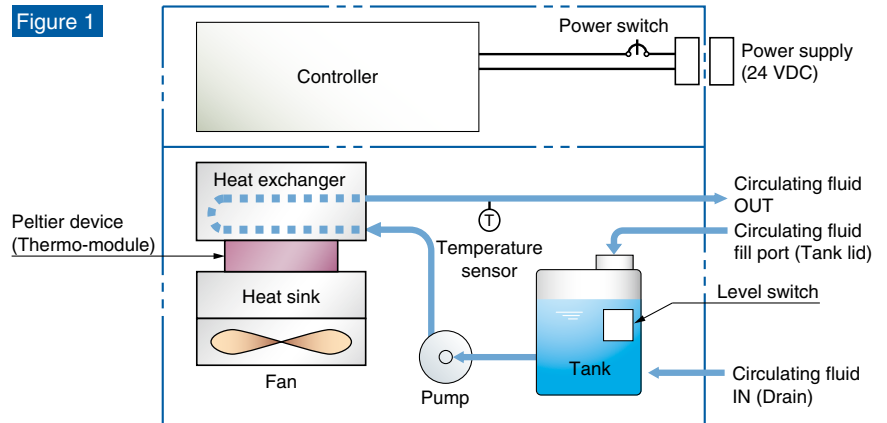 Figure 1
Power switch
Controller
Power supply
(24 VDC)
Heat exchanger
Circulating fluid
OUT
Peltier device
(Thermo-module)
T
Temperature
sensor
Circulating fluid
fill port (Tank lid)
Heat sink
Level switch
Tank
Fan
Pump
Circulating fluid
IN (Drain)